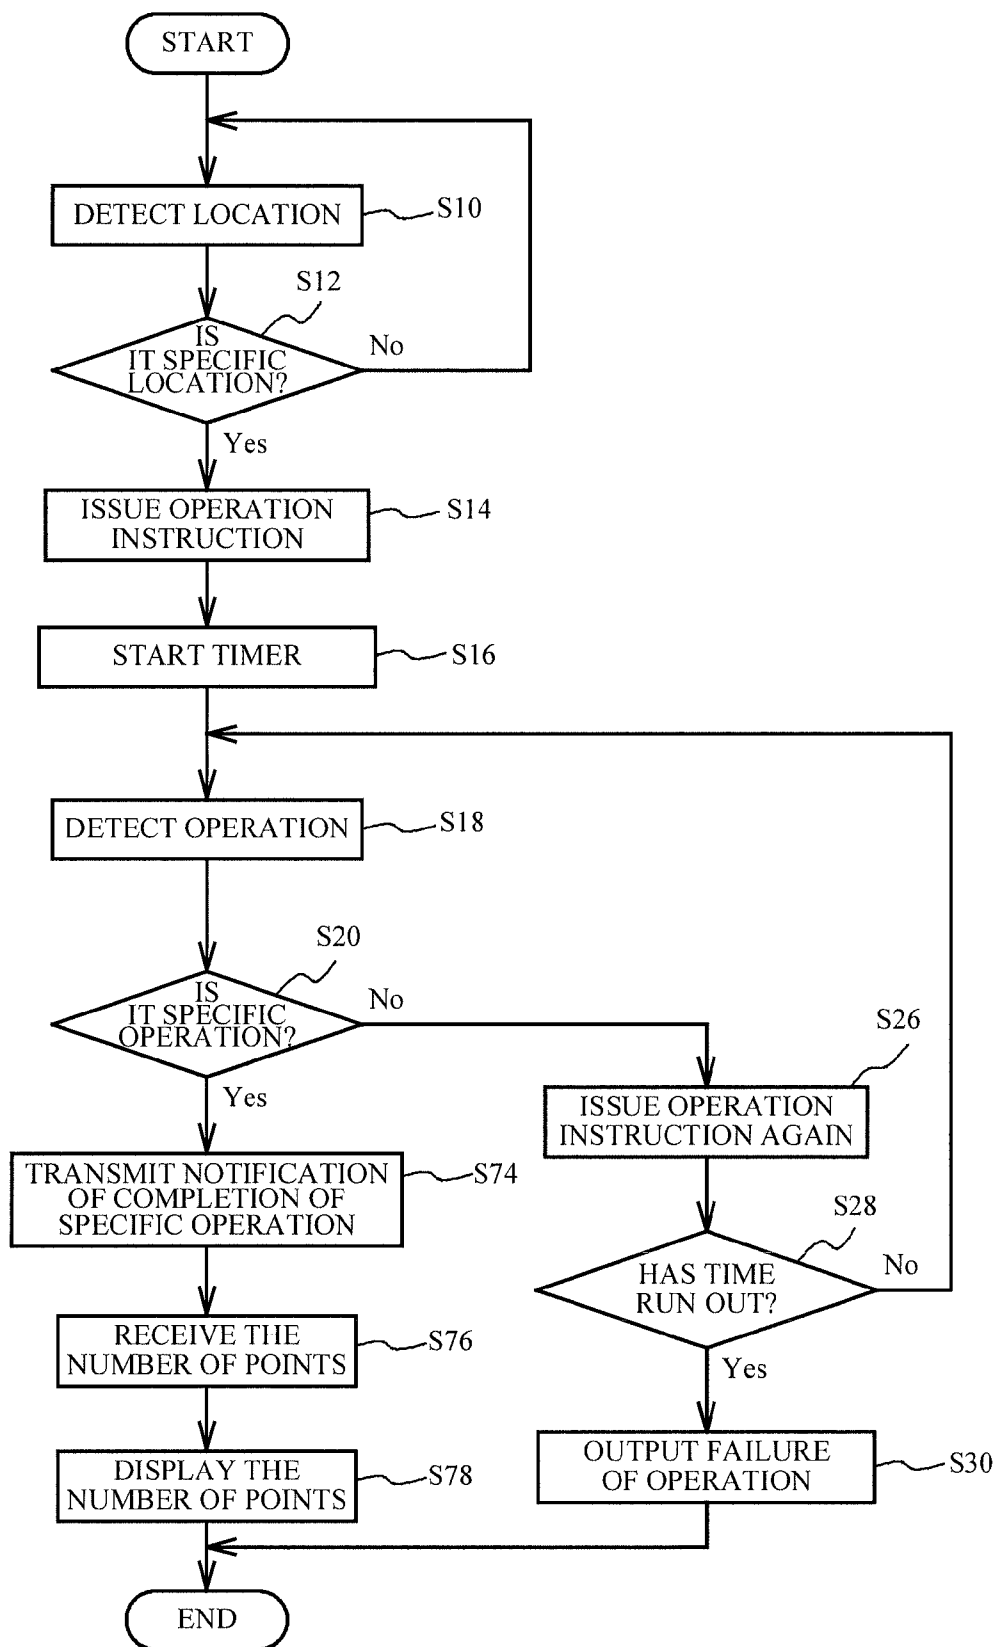 START
DETECT LOCATION
S10
S12
IS
IT SPECIFIC
LOCATION?
No
Yes
ISSUE OPERATION
INSTRUCTION
S14
START TIMER
S16
DETECT OPERATION
S18
S20
IS
IT SPECIFIC
OPERATION?
No
Yes
S26
ISSUE OPERATION
INSTRUCTION AGAIN
TRANSMIT NOTIFICATION
OF COMPLETION OF
SPECIFIC OPERATION
S74
S28
HAS TIME
RUN OUT?
No
Yes
RECEIVE THE
NUMBER OF POINTS
S76
DISPLAY THE
NUMBER OF POINTS
S78
OUTPUT FAILURE
OF OPERATION
S30
END